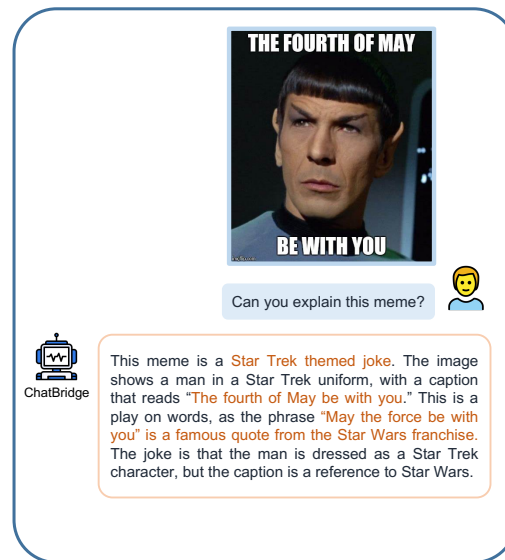 THE FOURTH OF MAY
BE WITH YOU
imgflip.com
Can you explain this meme?
ChatBridge
This meme is a Star Trek themed joke. The image
shows a man in a Star Trek uniform, with a caption
that reads “The fourth of May be with you.” This is a
play on words, as the phrase “May the force be with
you” is a famous quote from the Star Wars franchise.
The joke is that the man is dressed as a Star Trek
character, but the caption is a reference to Star Wars.